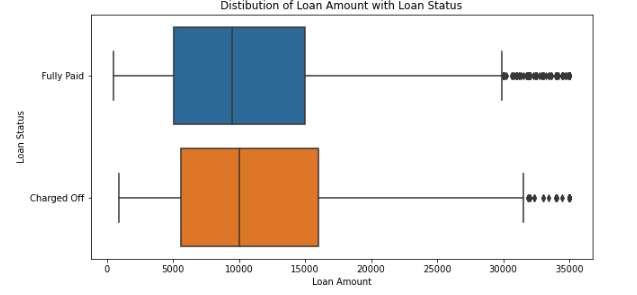 Distibution of Loan Amount with Loan Status
Loan Status
Fully Paid
Charged Off
0 5000 10000 15000 20000 25000 30000 35000
Loan Amount